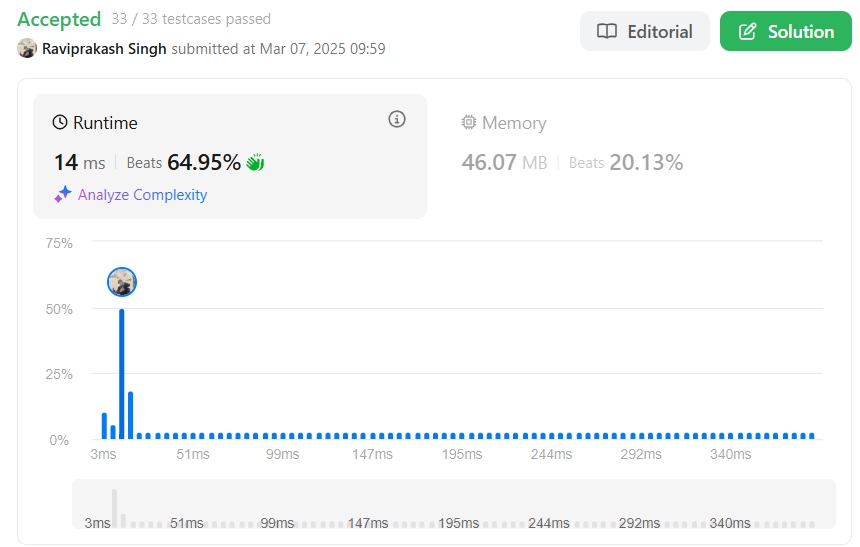 Accepted 33 / 33 testcases passed
Raviprakash Singh submitted at Mar 07, 2025 09:59
Editorial
Solution
Runtime
14 ms Beats 64.95%
Analyze Complexity
Memory
46.07 MB Beats 20.13%
75%
50%
25%
0%
3ms 51ms 99ms 147ms 195ms 244ms 292ms 340ms
3ms 51ms 99ms 147ms 195ms 244ms 292ms 340ms